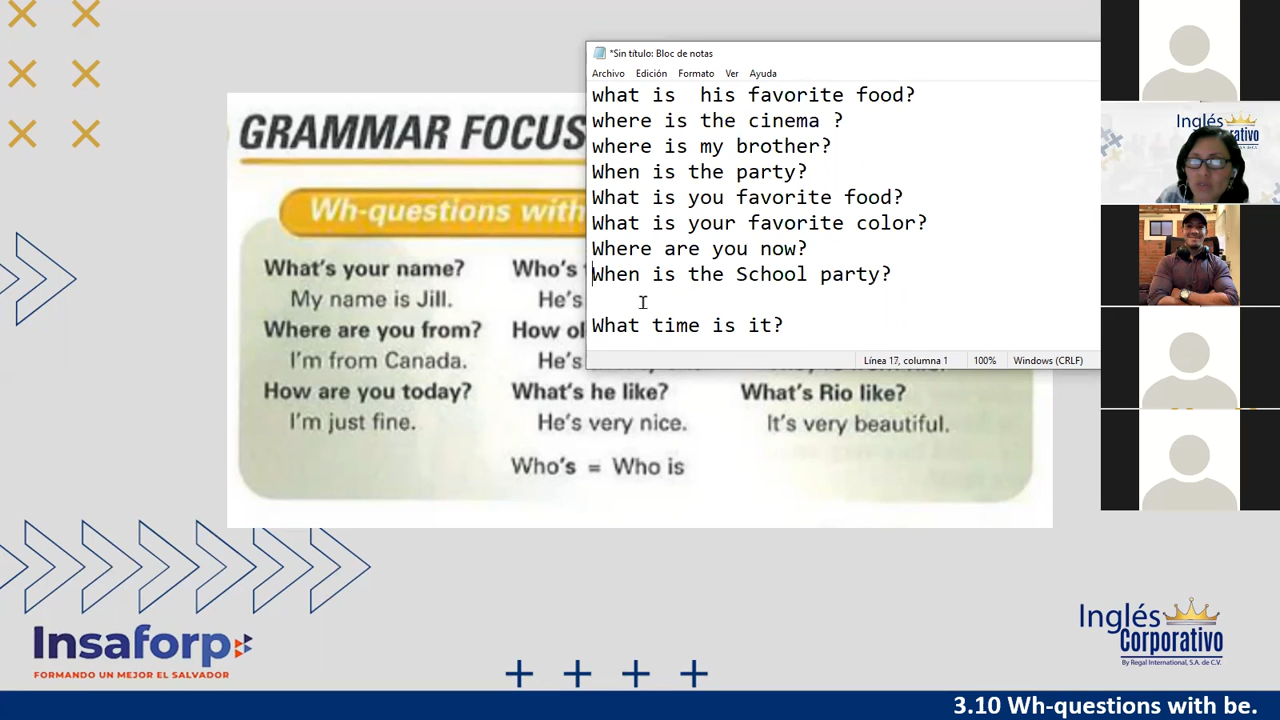 *Sin título: Bloc de notas
Archivo Edición Formato Ver Ayuda
what is  his favorite food?
where is the cinema ?
where is my brother?
When is the party?
What is you favorite food?
What is your favorite color?
Where are you now?
When is the School party?
What time is it?
Línea 17, columna 1 100% Windows (CRLF)
GRAMMAR FOCUS
Wh-questions with
What's your name?
My name is Jill.
Where are you from?
I'm from Canada.
How are you today?
I'm just fine.
Who's
He's
How ol
He's
What's he like?
He's very nice.
Who's = Who is
What's Rio like?
It's very beautiful.
Inglés
Insaforp
FORMANDO UN MEJOR EL SALVADOR
Inglés
Corporativo
By Regal International, S.A. de C.V.
3.10 Wh-questions with be.